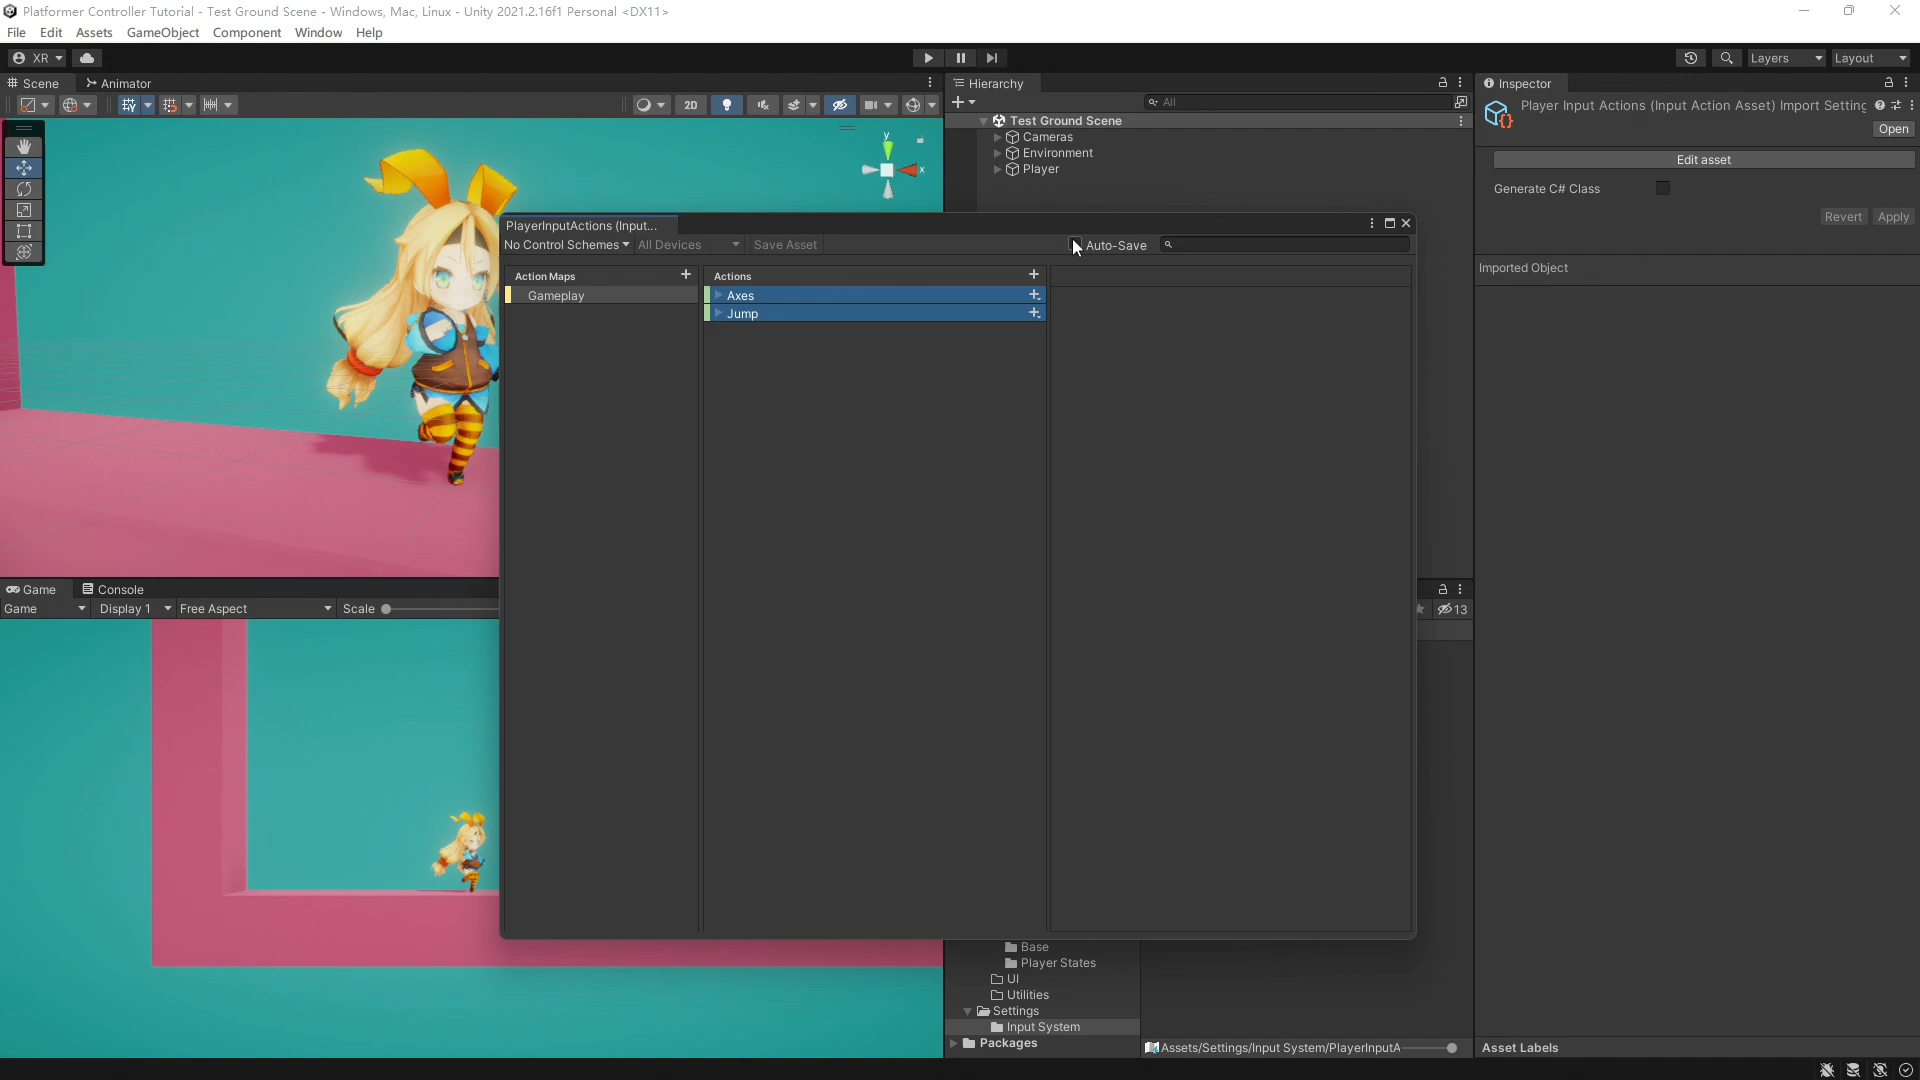 Platformer Controller Tutorial - Test Ground Scene - Windows, Mac, Linux - Unity 2021.2.16f1 Personal <DX11>
File Edit Assets GameObject Component Window Help
XR Layers Layout
Scene Animator
2D
Hierarchy
All
Test Ground Scene
Cameras
Environment
Player
Inspector
Player Input Actions (Input Action Asset) Import Setting
Open
Edit asset
Generate C# Class
Revert Apply
Imported Object
PlayerInputActions (Input...
No Control Schemes All Devices Save Asset Auto-Save
Action Maps
Gameplay
Actions
Axes
Jump
Game Console
Game Display 1 Free Aspect Scale
13
Base
Player States
UI
Utilities
Settings
Input System
Packages
Assets/Settings/Input System/PlayerInputA
Asset Labels
x
y